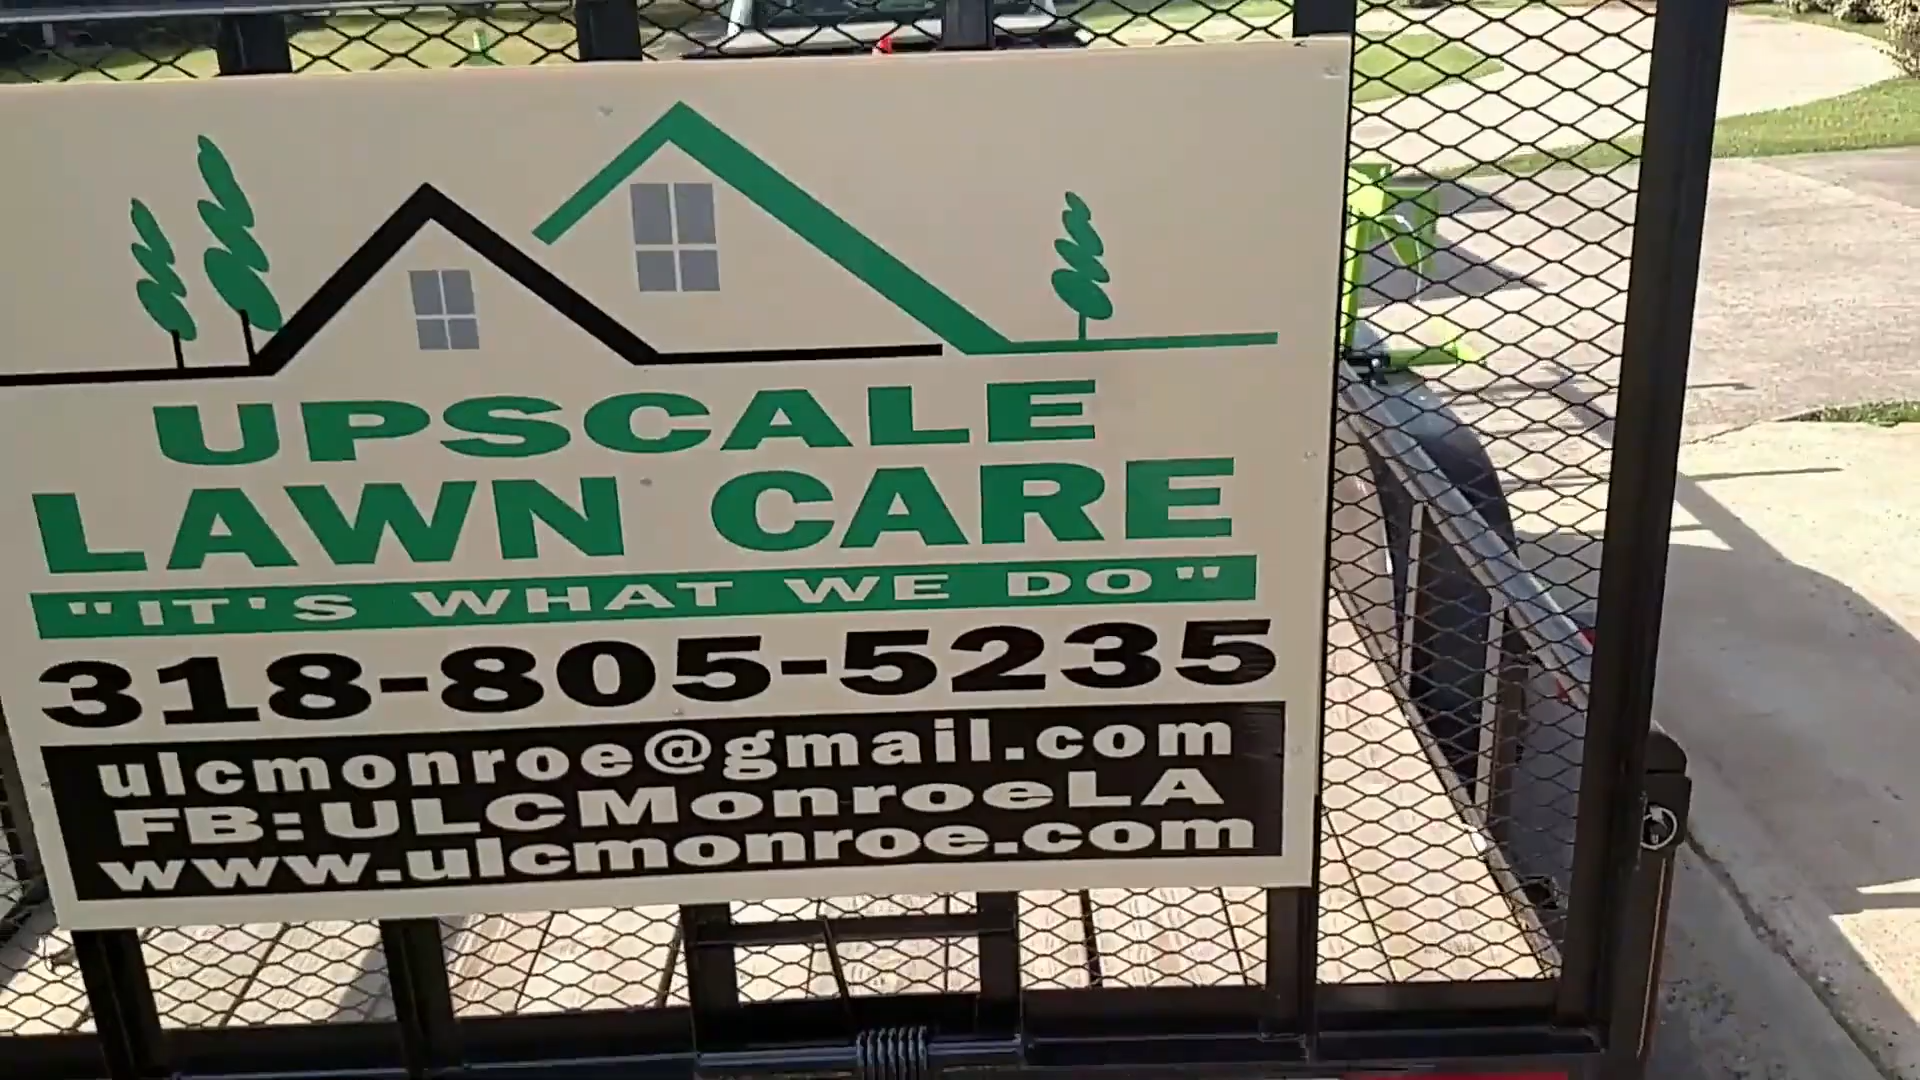 UPSCALE
LAWN CARE
"IT'S WHAT WE DO"
318-805-5235
ulcmonroe@gmail.com
FB:ULCMonroeLA
www.ulcmonroe.com